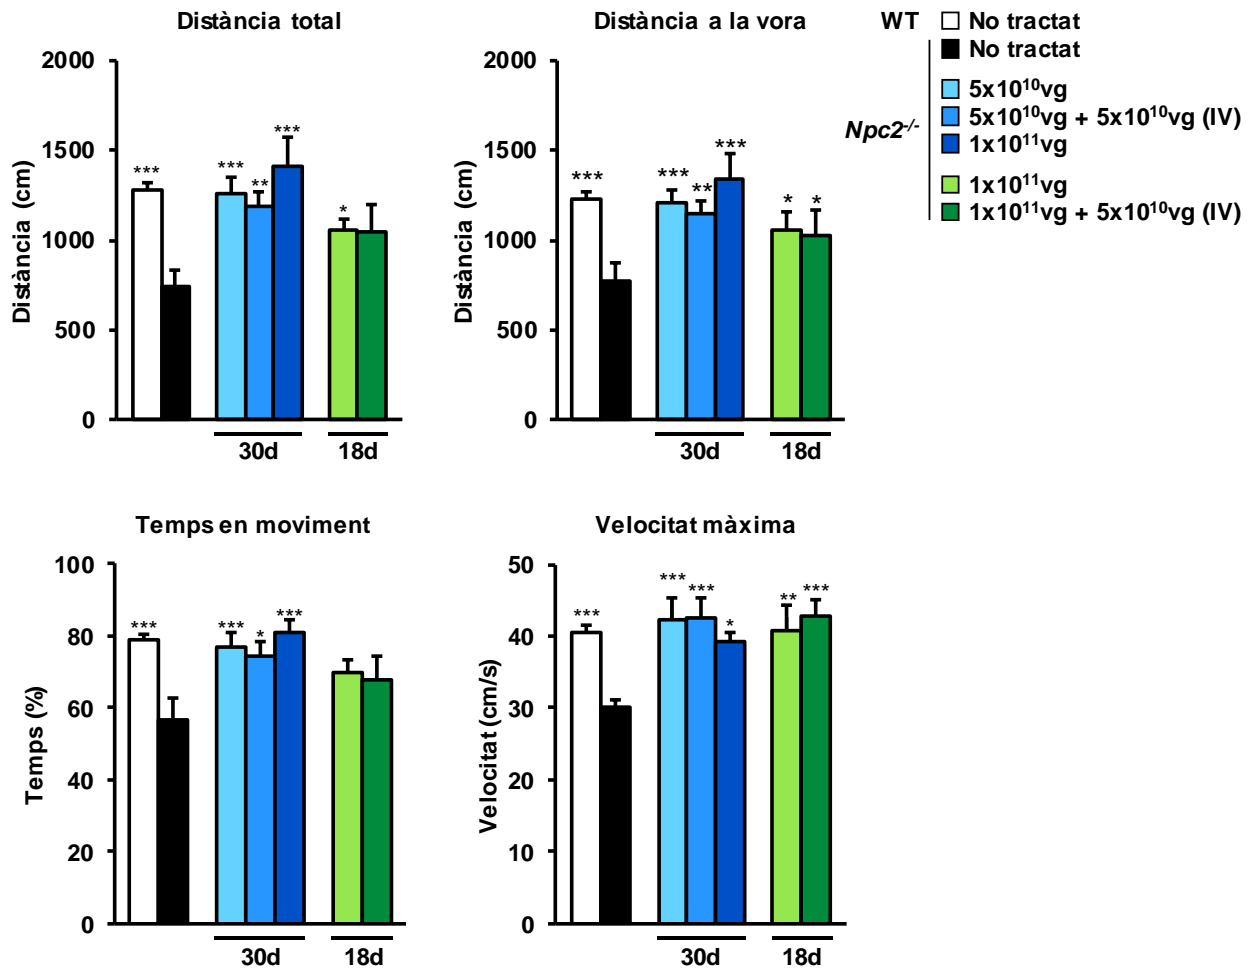 Distància total
2000
1500
1000
500
0
Distància (cm)
***
***
**
***
*
30d
18d
Distància a la vora
2000
1500
1000
500
0
Distància (cm)
***
***
**
***
*
*
30d
18d
WT
No tractat
No tractat
Npc2-/-
5x10¹⁰vg
5x10¹⁰vg + 5x10¹⁰vg (IV)
1x10¹¹vg
1x10¹¹vg
1x10¹¹vg + 5x10¹⁰vg (IV)
Temps en moviment
100
80
60
40
20
0
Temps (%)
***
***
*
***
30d
18d
Velocitat màxima
50
40
30
20
10
0
Velocitat (cm/s)
***
***
***
*
**
***
30d
18d